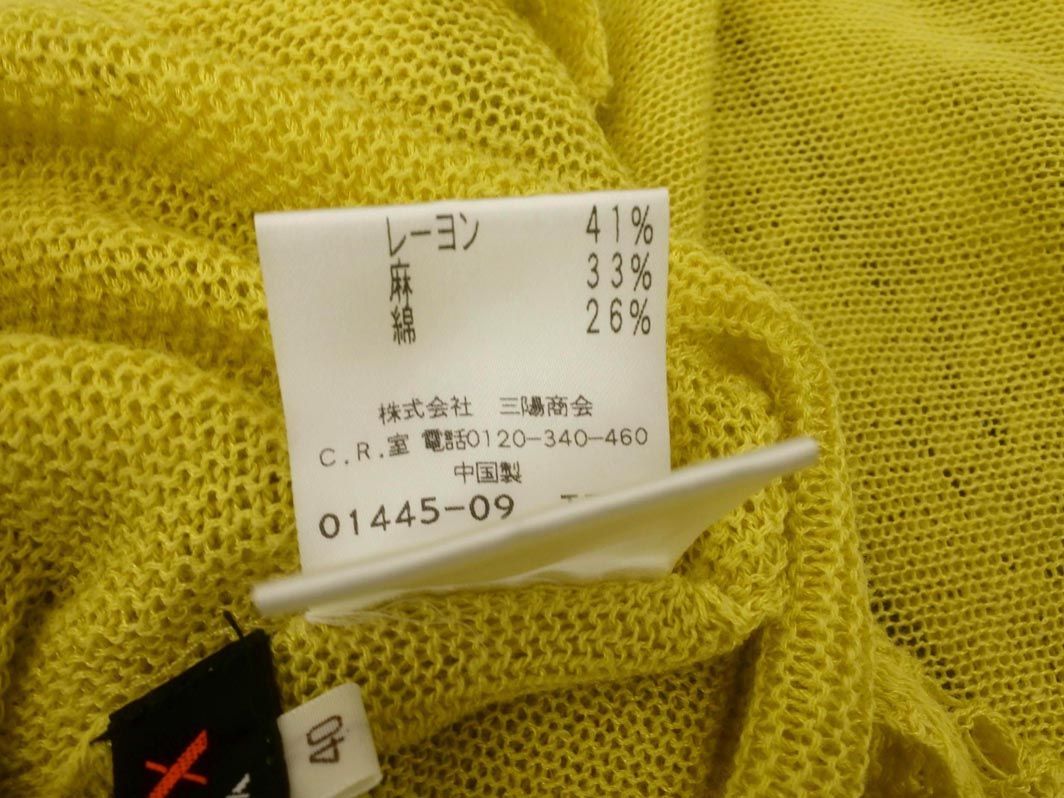 レーヨン 41%
麻 33%
綿 26%
株式会社 三陽商会
C.R.室 電話0120-340-460
中国製
01445-09
40